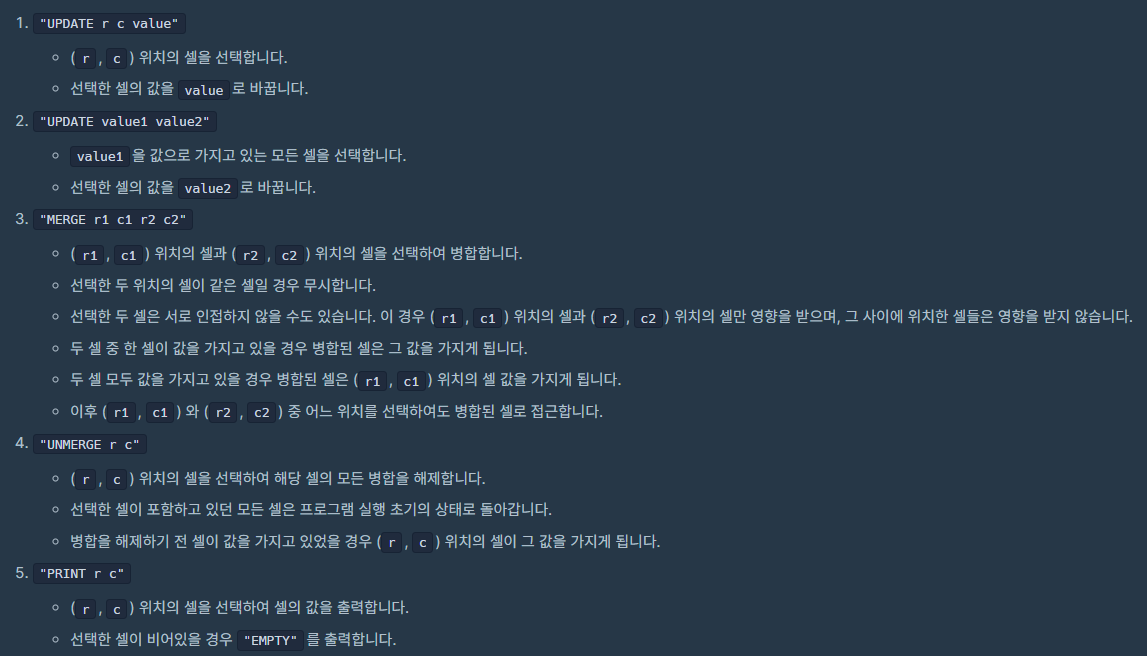 1. "UPDATE r c value"
(r, c) 위치의 셀을 선택합니다.
선택한 셀의 값을 value로 바꿉니다.
2. "UPDATE value1 value2"
value1을 값으로 가지고 있는 모든 셀을 선택합니다.
선택한 셀의 값을 value2로 바꿉니다.
3. "MERGE r1 c1 r2 c2"
(r1, c1) 위치의 셀과 (r2, c2) 위치의 셀을 선택하여 병합합니다.
선택한 두 위치의 셀이 같은 셀일 경우 무시합니다.
선택한 두 셀은 서로 인접하지 않을 수도 있습니다. 이 경우 (r1, c1) 위치의 셀과 (r2, c2) 위치의 셀만 영향을 받으며, 그 사이에 위치한 셀들은 영향을 받지 않습니다.
두 셀 중 한 셀이 값을 가지고 있을 경우 병합된 셀은 그 값을 가지게 됩니다.
두 셀 모두 값을 가지고 있을 경우 병합된 셀은 (r1, c1) 위치의 셀 값을 가지게 됩니다.
이후 (r1, c1) 와 (r2, c2) 중 어느 위치를 선택하여도 병합된 셀로 접근합니다.
4. "UNMERGE r c"
(r, c) 위치의 셀을 선택하여 해당 셀의 모든 병합을 해제합니다.
선택한 셀이 포함하고 있던 모든 셀은 프로그램 실행 초기의 상태로 돌아갑니다.
병합을 해제하기 전 셀이 값을 가지고 있었을 경우 (r, c) 위치의 셀이 그 값을 가지게 됩니다.
5. "PRINT r c"
(r, c) 위치의 셀을 선택하여 셀의 값을 출력합니다.
선택한 셀이 비어있을 경우 "EMPTY"를 출력합니다.